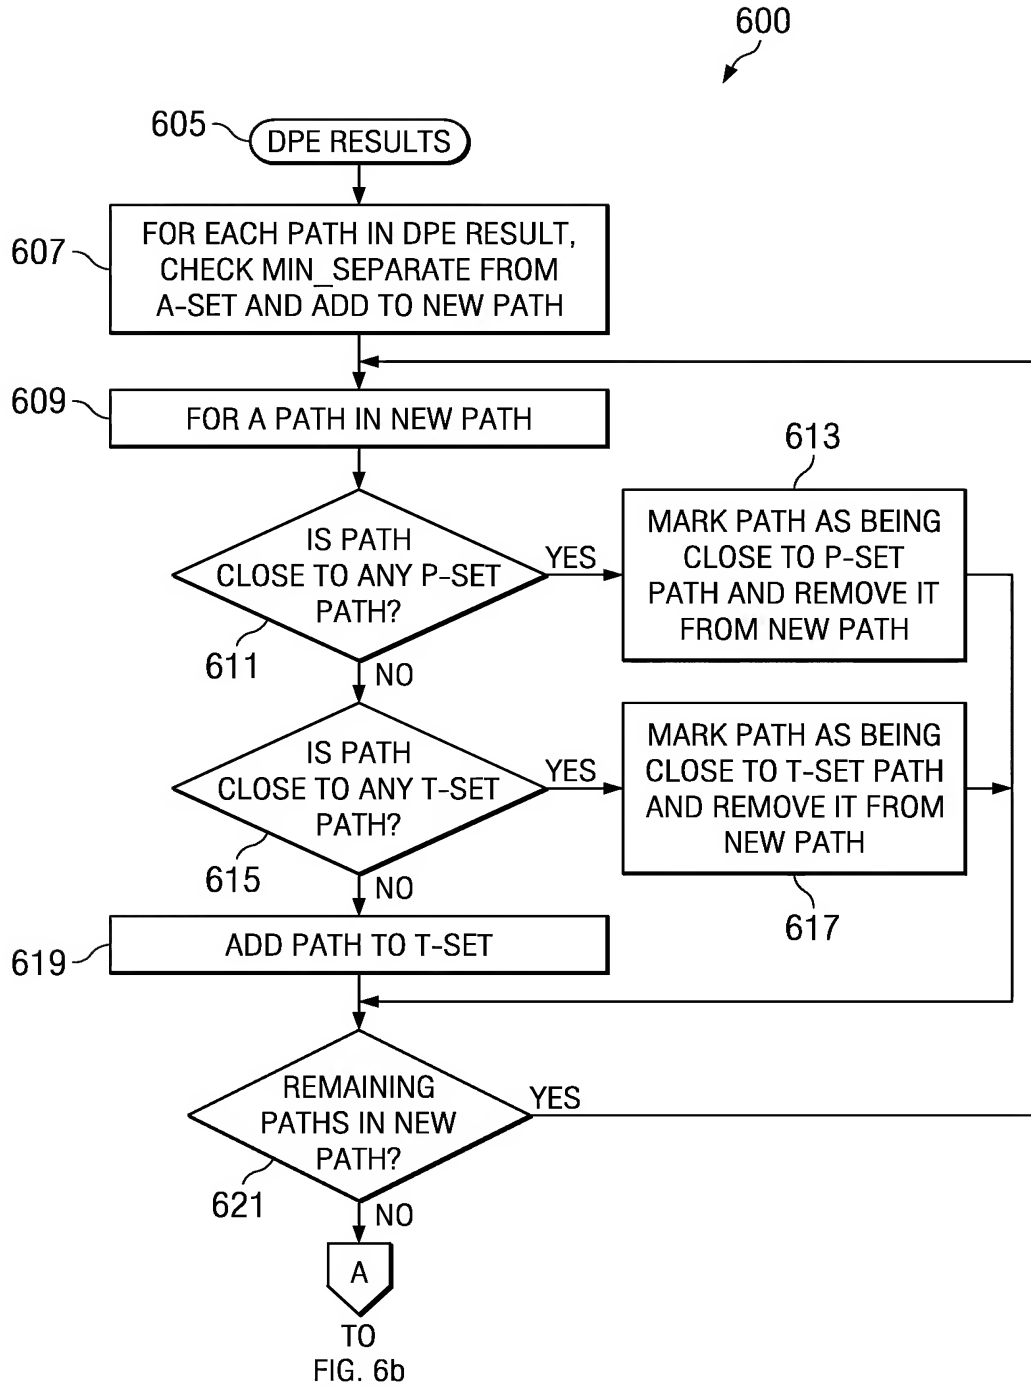 600
605
DPE RESULTS
607
FOR EACH PATH IN DPE RESULT,
CHECK MIN_SEPARATE FROM
A-SET AND ADD TO NEW PATH
609
FOR A PATH IN NEW PATH
613
IS PATH
CLOSE TO ANY P-SET
PATH?
YES
MARK PATH AS BEING
CLOSE TO P-SET
PATH AND REMOVE IT
FROM NEW PATH
611
NO
IS PATH
CLOSE TO ANY T-SET
PATH?
YES
MARK PATH AS BEING
CLOSE TO T-SET PATH
AND REMOVE IT FROM
NEW PATH
615
NO
617
619
ADD PATH TO T-SET
REMAINING
PATHS IN NEW
PATH?
YES
621
NO
A
TO
FIG. 6b